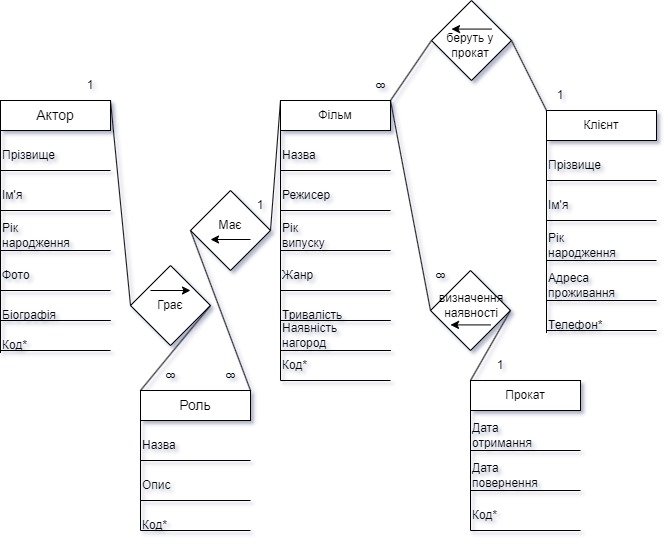 беруть у
прокат
1
∞
1
Актор
Прізвище
Ім'я
Рік
народження
Фото
Біографія
Код*
Фільм
Назва
Режисер
Рік
випуску
Жанр
Тривалість
Наявність
нагород
Код*
Клієнт
Прізвище
Ім'я
Рік
народження
Адреса
проживання
Телефон*
1
Має
Грає
∞
визначення
наявності
∞
∞
1
Роль
Назва
Опис
Код*
Прокат
Дата
отримання
Дата
повернення
Код*